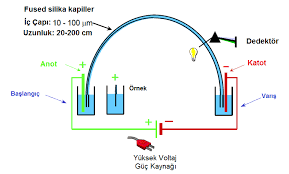 Fused silika kapiller
İç Çapı: 10 - 100 µm
Uzunluk: 20-200 cm
Dedektör
Anot
+
+
−
Katot
Başlangıç
Örnek
Varış
+
−
Yüksek Voltaj
Güç Kaynağı